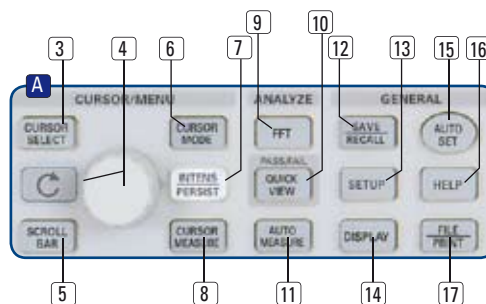 9 10
3 4 6 7 12 13 15 16
A
CURSOR/MENU ANALYZE GENERAL
CURSOR SELECT
CURSOR MODE
FFT
SAVE RECALL
AUTO SET
INTENS PERSIST
PASS/FAIL
QUICK VIEW
SETUP
HELP
SCROLL BAR
CURSOR MEASURE
AUTO MEASURE
DISPLAY
FILE PRINT
5 8 11 14 17